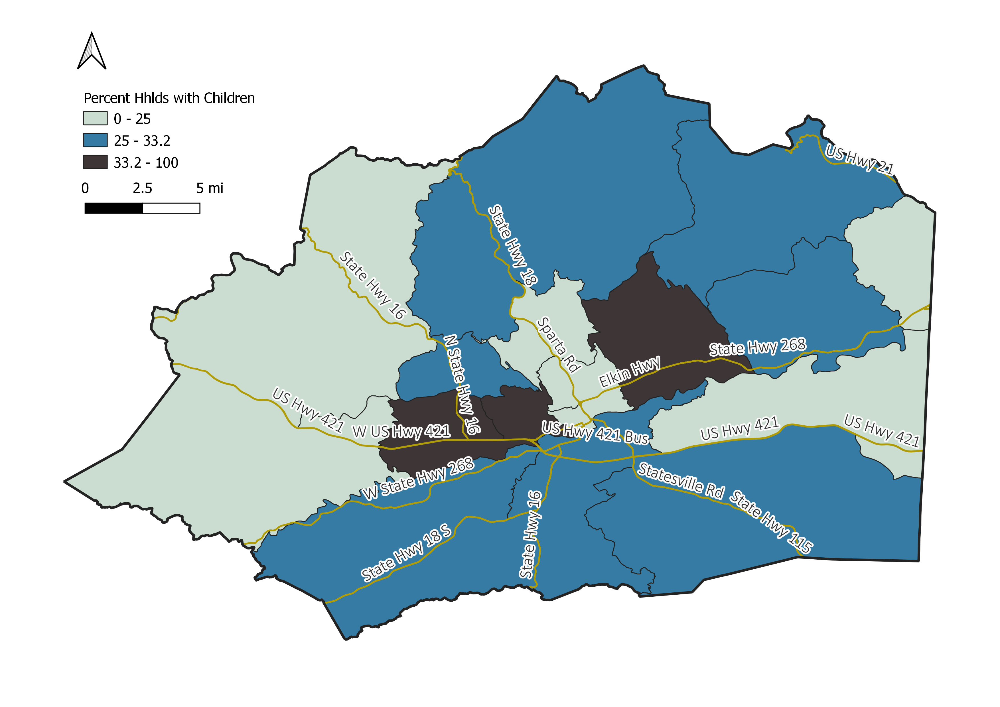 Percent Hhlds with Children
0 - 25
25 - 33.2
33.2 - 100
0 2.5 5 mi
US Hwy 21
State Hwy 18
State Hwy 16
Sparta Rd
N State Hwy 16
State Hwy 268
Elkin Hwy
US Hwy 421
W US Hwy 421
US Hwy 421 Bus
US Hwy 421
US Hwy 421
W State Hwy 268
Statesville Rd
State Hwy 115
State Hwy 16
State Hwy 18 S